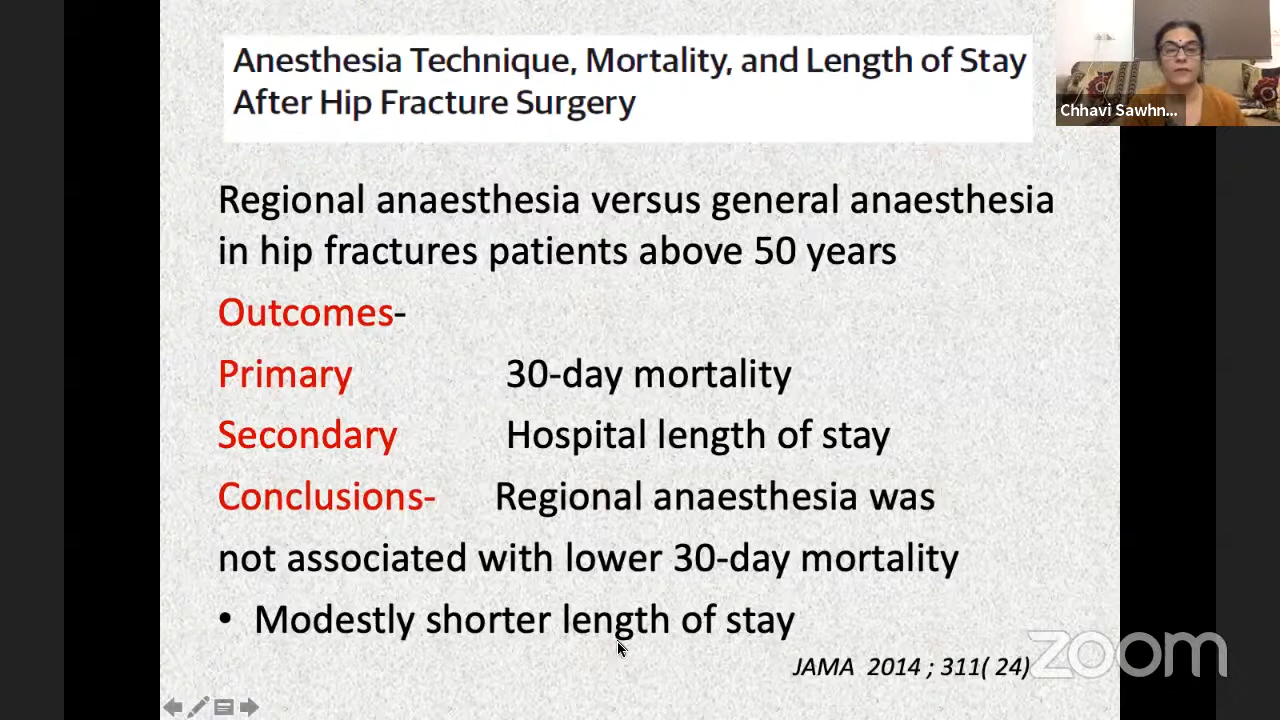 Anesthesia Technique, Mortality, and Length of Stay
After Hip Fracture Surgery
Chhavi Sawhn...
Regional anaesthesia versus general anaesthesia
in hip fractures patients above 50 years
Outcomes-
Primary 30-day mortality
Secondary Hospital length of stay
Conclusions- Regional anaesthesia was
not associated with lower 30-day mortality
• Modestly shorter length of stay
JAMA 2014 ; 311( 24)
zoom